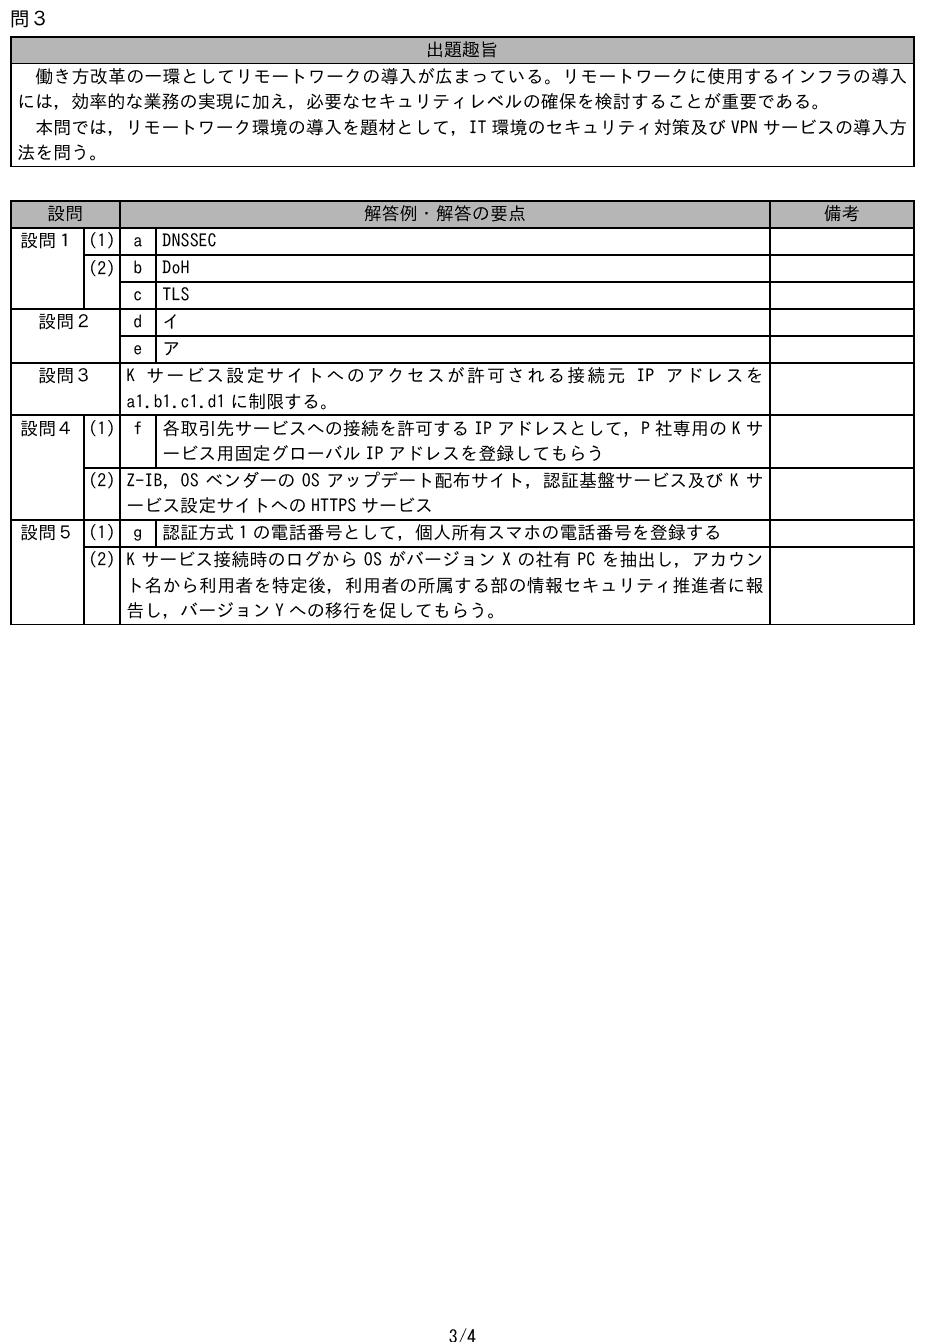 問３
出題趣旨
働き方改革の一環としてリモートワークの導入が広まっている。リモートワークに使用するインフラの導入
には，効率的な業務の実現に加え，必要なセキュリティレベルの確保を検討することが重要である。
本問では，リモートワーク環境の導入を題材として，IT 環境のセキュリティ対策及び VPN サービスの導入方
法を問う。
設問 解答例・解答の要点 備考
設問１ (1) a DNSSEC
(2) b DoH
c TLS
設問２ d イ
e ア
設問３ K サービス設定サイトへのアクセスが許可される接続元 IP アドレスを
a1.b1.c1.d1 に制限する。
設問４ (1) f 各取引先サービスへの接続を許可する IP アドレスとして，P 社専用の K サ
ービス用固定グローバル IP アドレスを登録してもらう
(2) Z-IB，OS ベンダーの OS アップデート配布サイト，認証基盤サービス及び K サ
ービス設定サイトへの HTTPS サービス
設問５ (1) g 認証方式１の電話番号として，個人所有スマホの電話番号を登録する
(2) K サービス接続時のログから OS がバージョン X の社有 PC を抽出し，アカウン
ト名から利用者を特定後，利用者の所属する部の情報セキュリティ推進者に報
告し，バージョン Y への移行を促してもらう。
3/4